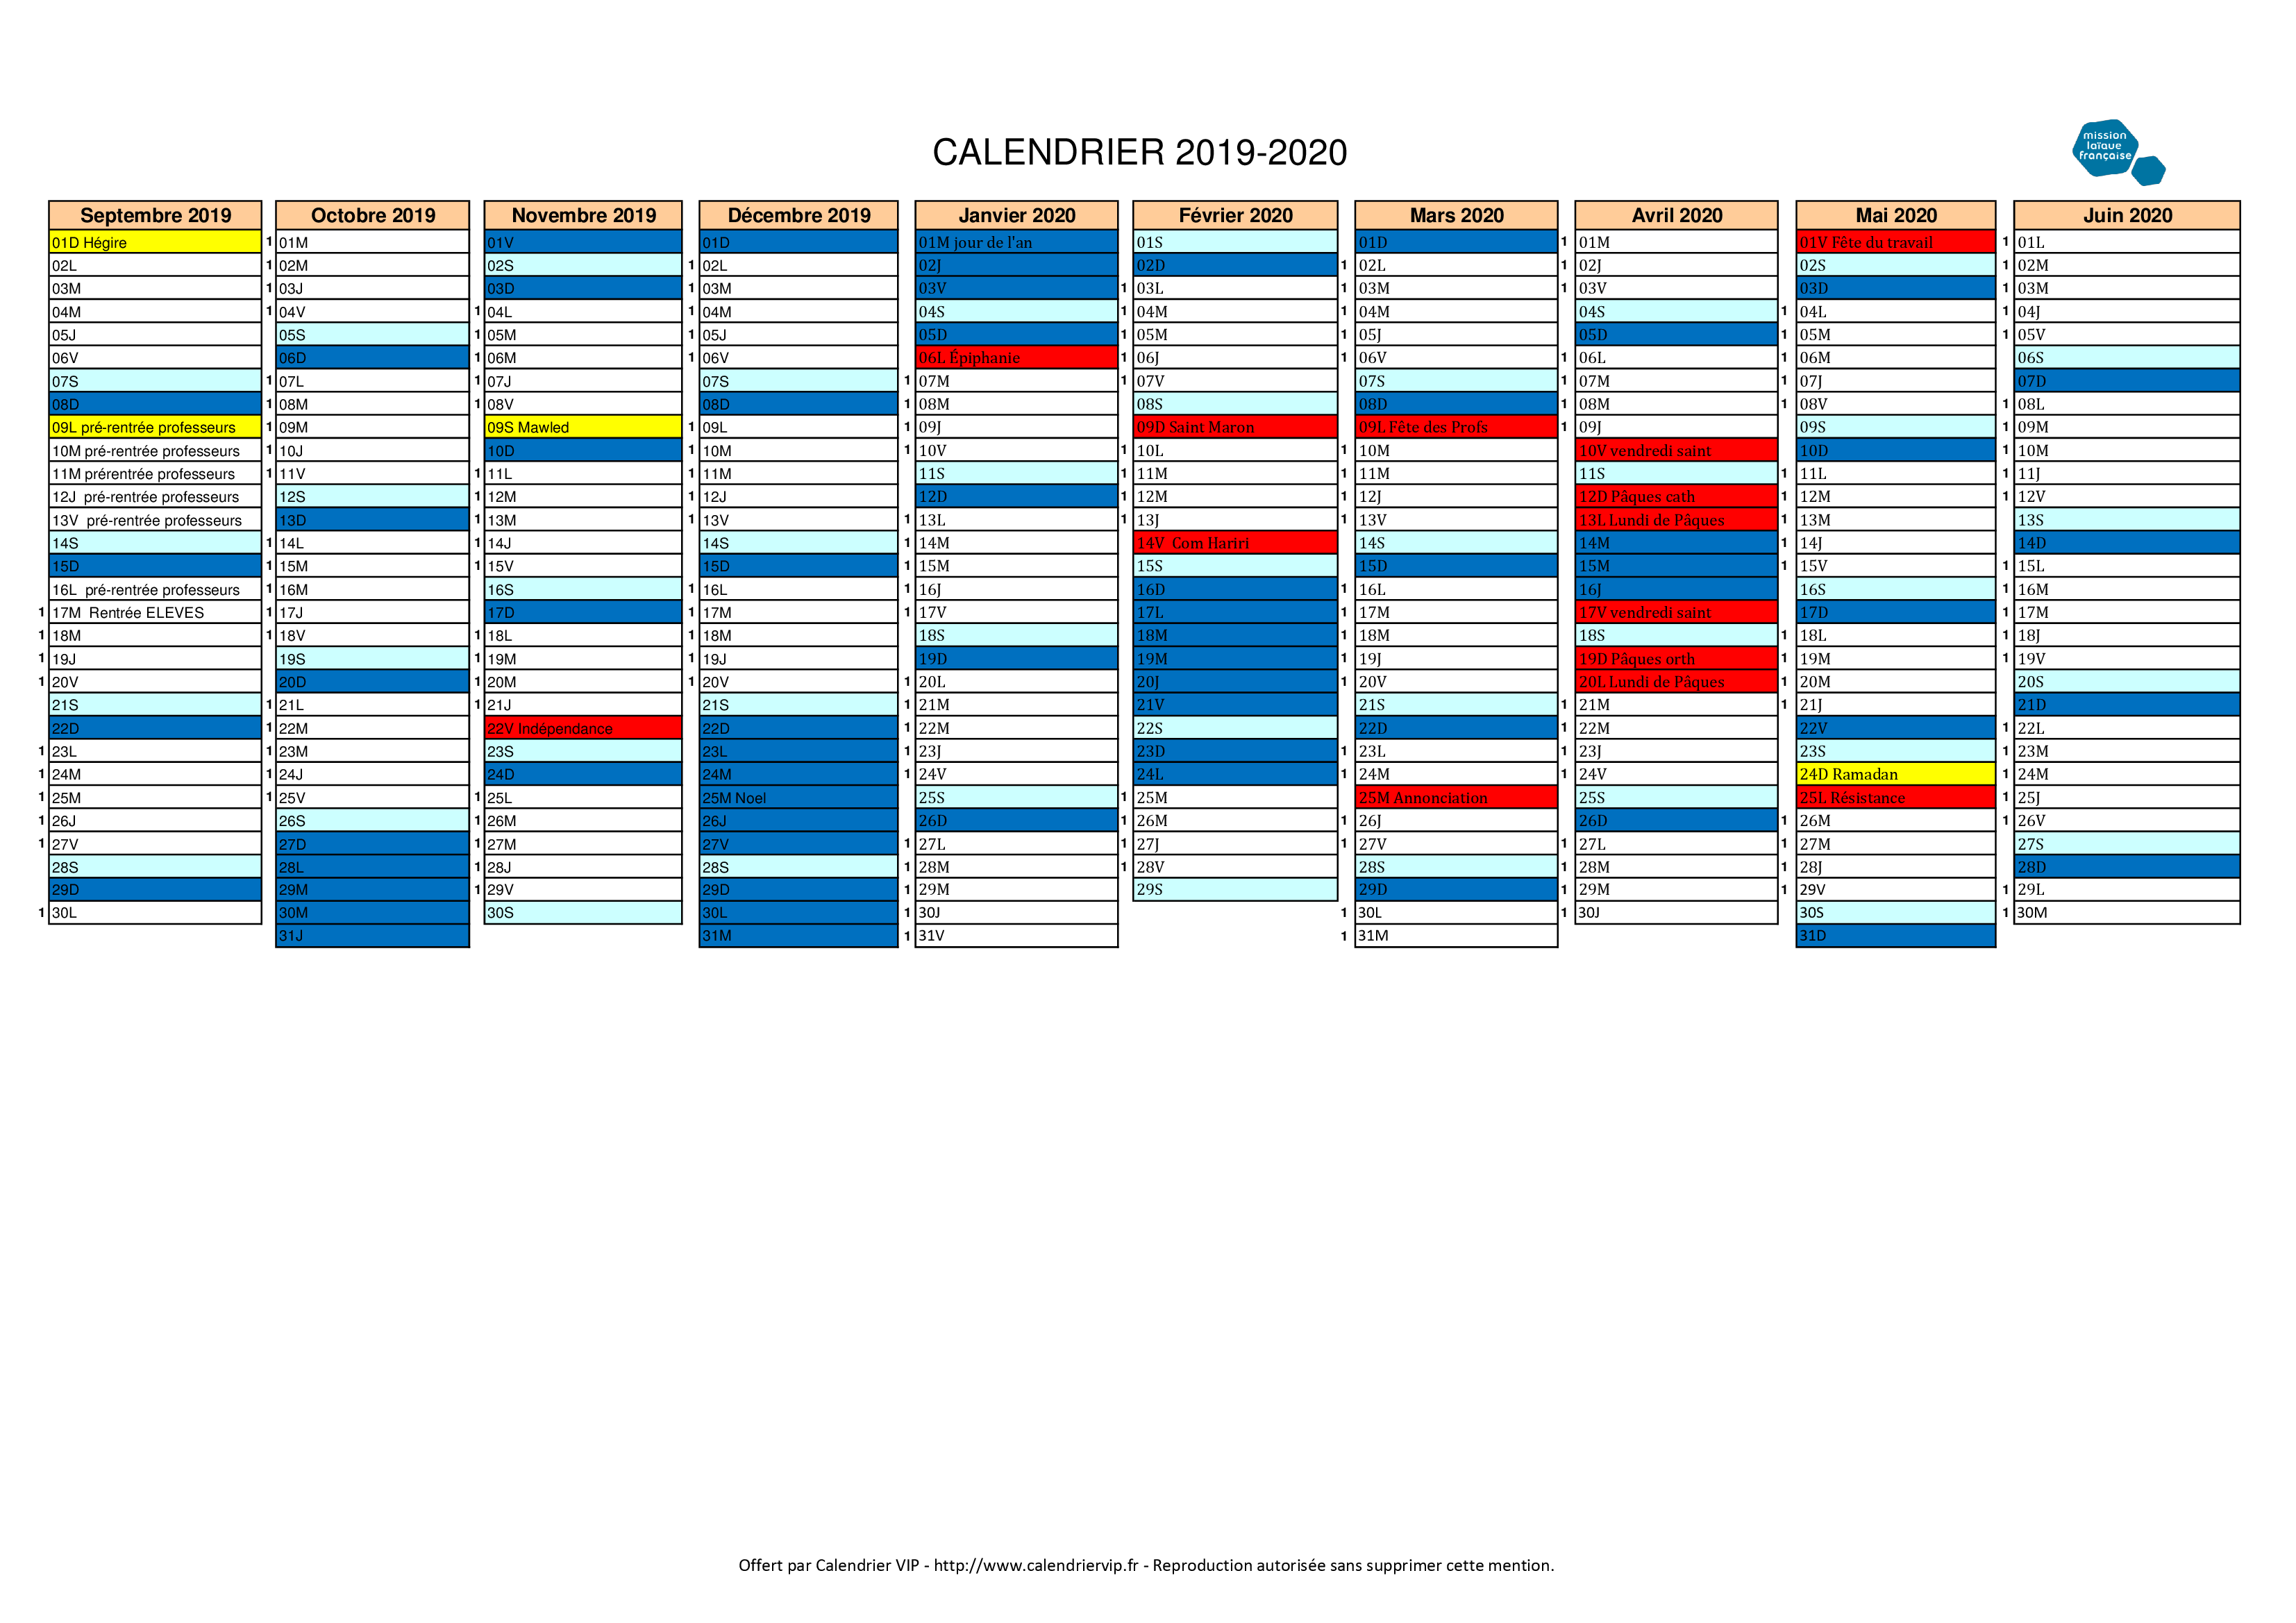 CALENDRIER 2019-2020
mission
laïque
française
Septembre 2019 Octobre 2019 Novembre 2019 Décembre 2019 Janvier 2020 Février 2020 Mars 2020 Avril 2020 Mai 2020 Juin 2020
01D Hégire 1 01M 01V 01D 01M jour de l'an 01S 01D 1 01M 01V Fête du travail 1 01L
02L 1 02M 02S 1 02L 02J 02D 1 02L 1 02J 02S 1 02M
03M 1 03J 03D 1 03M 03V 1 03L 1 03M 1 03V 03D 1 03M
04M 1 04V 1 04L 1 04M 04S 1 04M 1 04M 04S 1 04L 1 04J
05J 05S 1 05M 1 05J 05D 1 05M 1 05J 05D 1 05M 1 05V
06V 06D 1 06M 1 06V 06L Épiphanie 1 06J 1 06V 1 06L 1 06M 06S
07S 1 07L 1 07J 07S 1 07M 1 07V 07S 1 07M 1 07J 07D
08D 1 08M 1 08V 08D 1 08M 08S 08D 1 08M 1 08V 1 08L
09L pré-rentrée professeurs 1 09M 09S Mawled 1 09L 1 09J 09D Saint Maron 09L Fête des Profs 1 09J 09S 1 09M
10M pré-rentrée professeurs 1 10J 10D 1 10M 1 10V 1 10L 1 10M 10V vendredi saint 10D 1 10M
11M prérentrée professeurs 1 11V 1 11L 1 11M 11S 1 11M 1 11M 11S 1 11L 1 11J
12J pré-rentrée professeurs 12S 1 12M 1 12J 12D 1 12M 1 12J 12D Pâques cath 1 12M 1 12V
13V pré-rentrée professeurs 13D 1 13M 1 13V 1 13L 1 13J 1 13V 13L Lundi de Pâques 1 13M 13S
14S 1 14L 1 14J 14S 1 14M 14V Com Hariri 14S 14M 1 14J 14D
15D 1 15M 1 15V 15D 1 15M 15S 15D 15M 1 15V 1 15L
16L pré-rentrée professeurs 1 16M 16S 1 16L 1 16J 16D 1 16L 16J 16S 1 16M
1 17M Rentrée ELEVES 1 17J 17D 1 17M 1 17V 17L 1 17M 17V vendredi saint 17D 1 17M
1 18M 1 18V 1 18L 1 18M 18S 18M 1 18M 18S 1 18L 1 18J
1 19J 19S 1 19M 1 19J 19D 19M 1 19J 19D Pâques orth 1 19M 1 19V
1 20V 20D 1 20M 1 20V 1 20L 20J 1 20V 20L Lundi de Pâques 1 20M 20S
21S 1 21L 1 21J 21S 1 21M 21V 21S 1 21M 1 21J 21D
22D 1 22M 22V Indépendance 22D 1 22M 22S 22D 1 22M 22V 1 22L
1 23L 1 23M 23S 23L 1 23J 23D 1 23L 1 23J 23S 1 23M
1 24M 1 24J 24D 24M 1 24V 24L 1 24M 1 24V 24D Ramadan 1 24M
1 25M 1 25V 1 25L 25M Noel 25S 1 25M 25M Annonciation 25S 25L Résistance 1 25J
1 26J 26S 1 26M 26J 26D 1 26M 1 26J 26D 1 26M 1 26V
1 27V 27D 1 27M 27V 1 27L 1 27J 1 27V 1 27L 1 27M 27S
28S 28L 1 28J 28S 1 28M 1 28V 28S 1 28M 1 28J 28D
29D 29M 1 29V 29D 1 29M 29S 29D 1 29M 1 29V 1 29L
1 30L 30M 30S 30L 1 30J 1 30L 1 30J 30S 1 30M
31J 31M 1 31V 1 31M 31D
Offert par Calendrier VIP - http://www.calendriervip.fr - Reproduction autorisée sans supprimer cette mention.